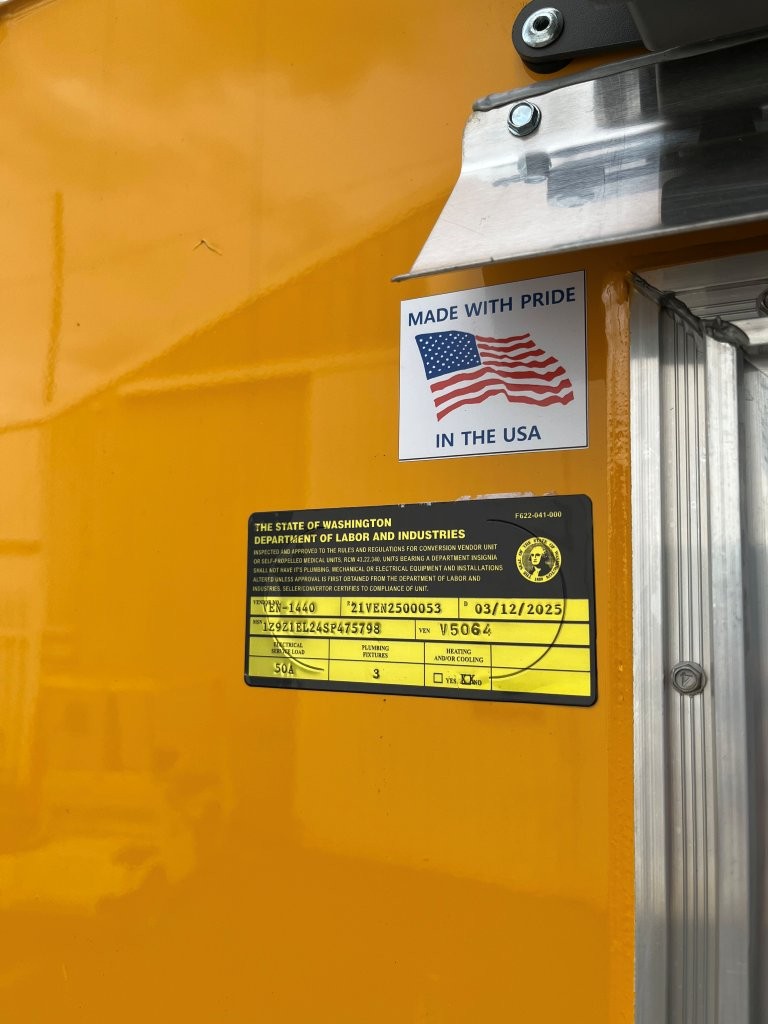 MADE WITH PRIDE
IN THE USA
THE STATE OF WASHINGTON
DEPARTMENT OF LABOR AND INDUSTRIES
F622-041-000
INSPECTED AND APPROVED TO THE RULES AND REGULATIONS FOR CONVERSION VENDOR UNIT
OR SELF-PROPELLED MEDICAL UNITS, RCW 43.22.340, UNITS BEARING A DEPARTMENT INSIGNIA
SHALL NOT HAVE IT'S PLUMBING, MECHANICAL OR ELECTRICAL EQUIPMENT AND INSTALLATIONS
ALTERED UNLESS APPROVAL IS FIRST OBTAINED FROM THE DEPARTMENT OF LABOR AND
INDUSTRIES. SELLER/CONVERTOR CERTIFIES TO COMPLIANCE OF UNIT.
VEN-1440 21VEN2500053 D 03/12/2025
1Z9Z1EL24SP475798 VEN V5064
ELECTRICAL SERVICE LOAD PLUMBING FIXTURES HEATING AND/OR COOLING
50A 3 YES XX NO